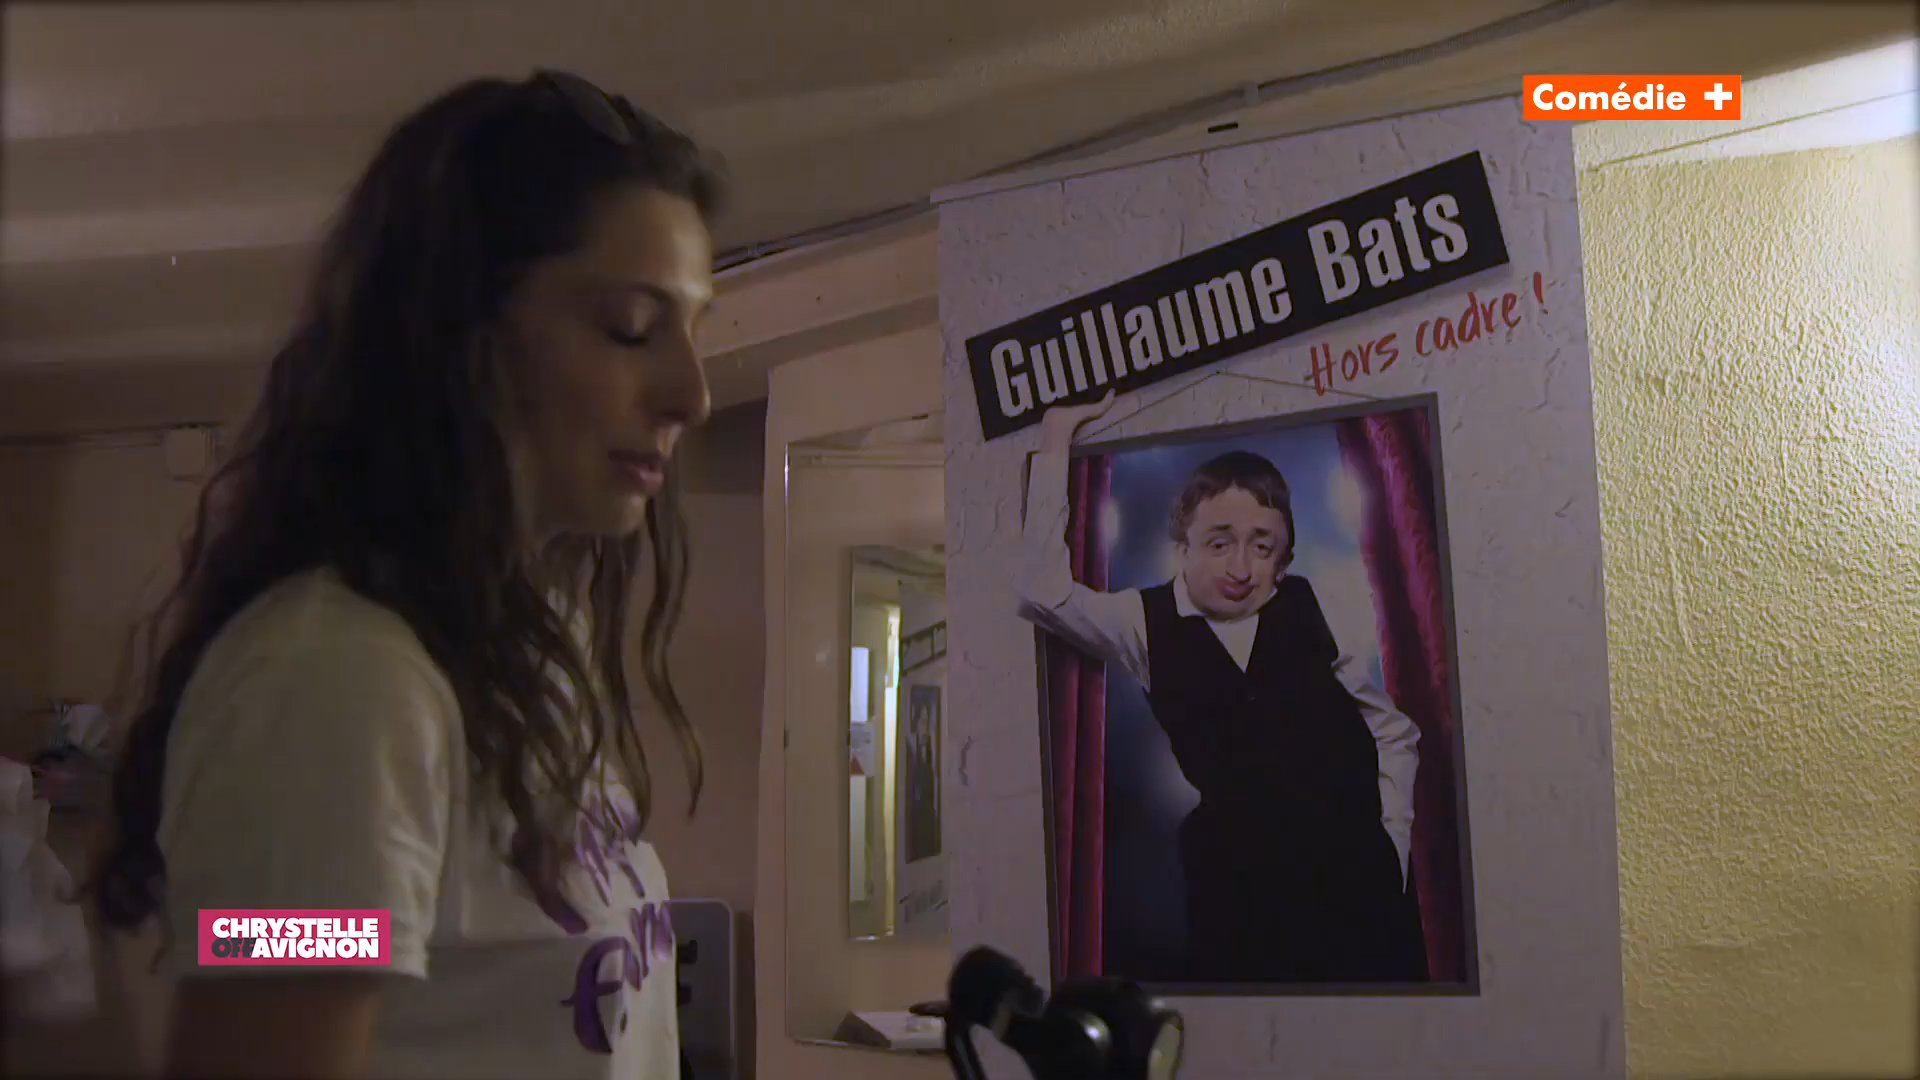 Comédie +
Guillaume Bats
Hors cadre !
CHRYSTELLE
OFF AVIGNON